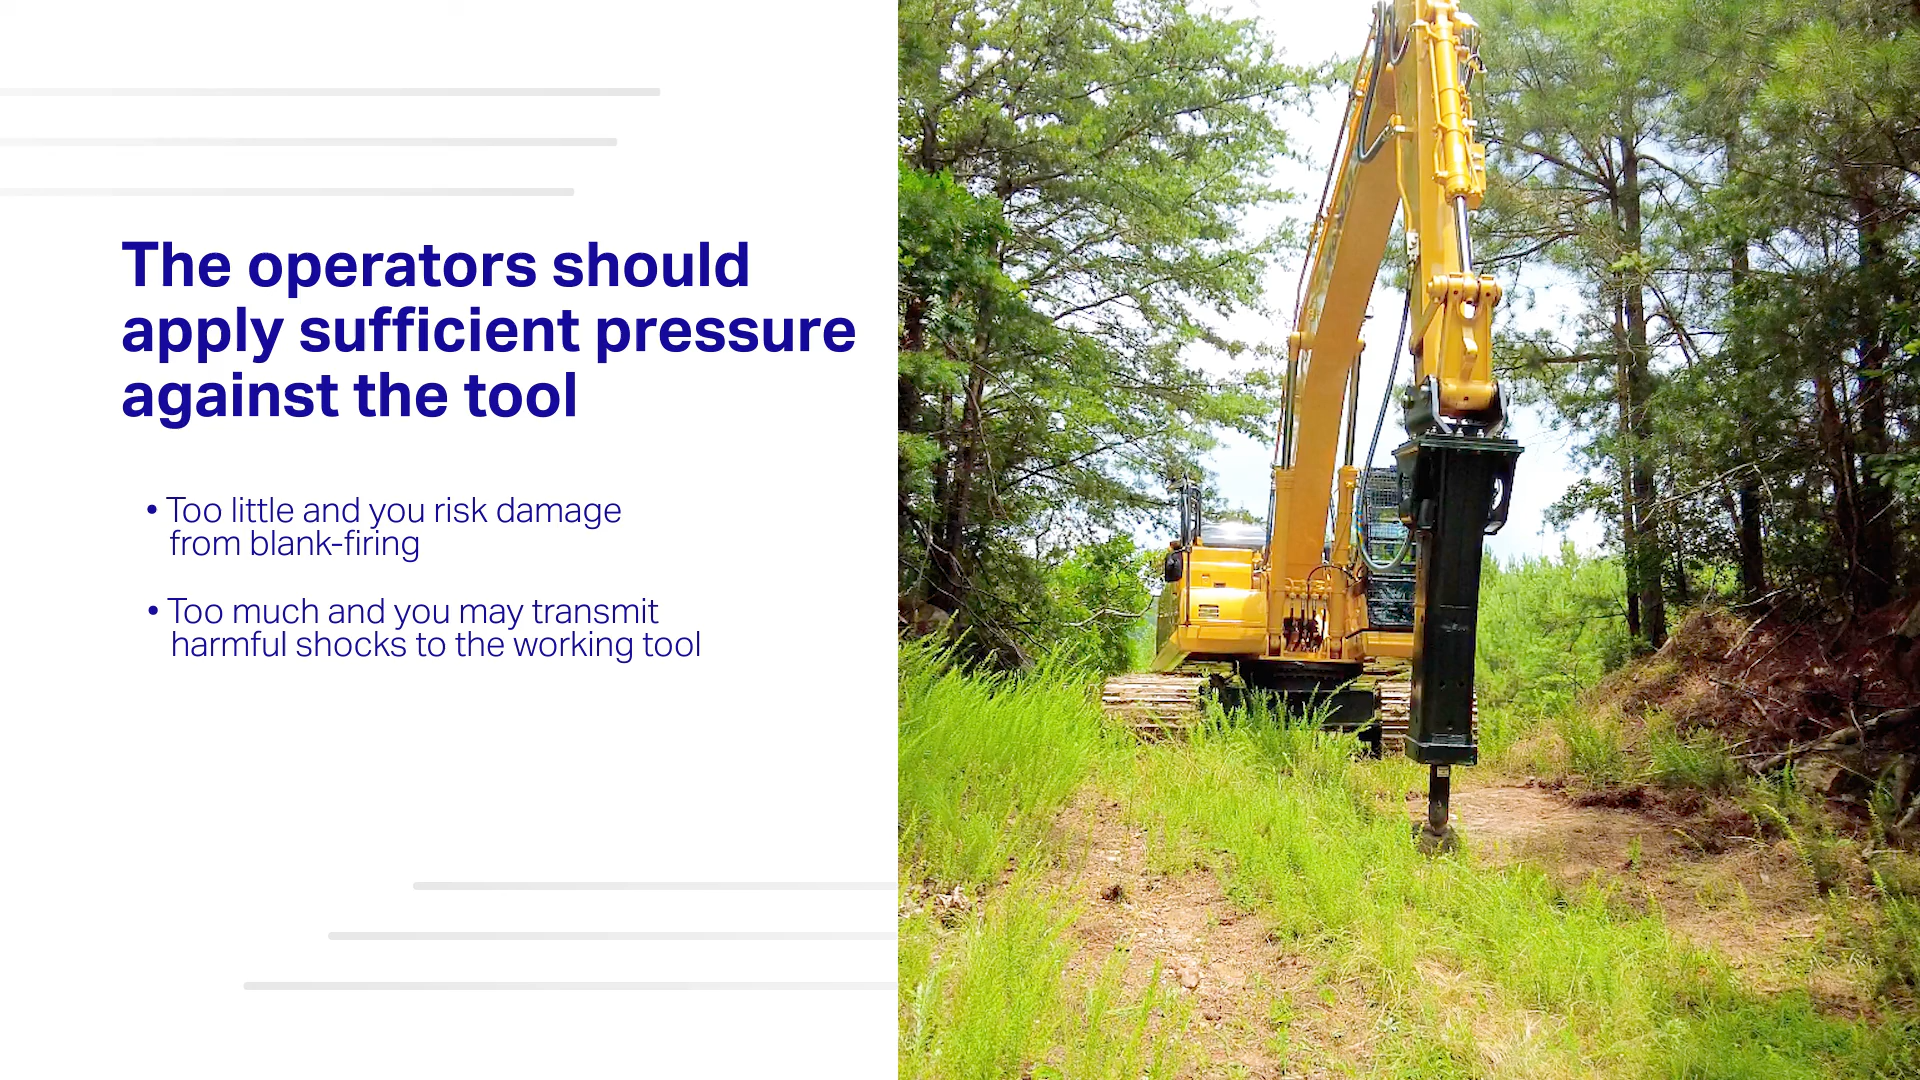 The operators should
apply sufficient pressure
against the tool
• Too little and you risk damage
from blank-firing
• Too much and you may transmit
harmful shocks to the working tool